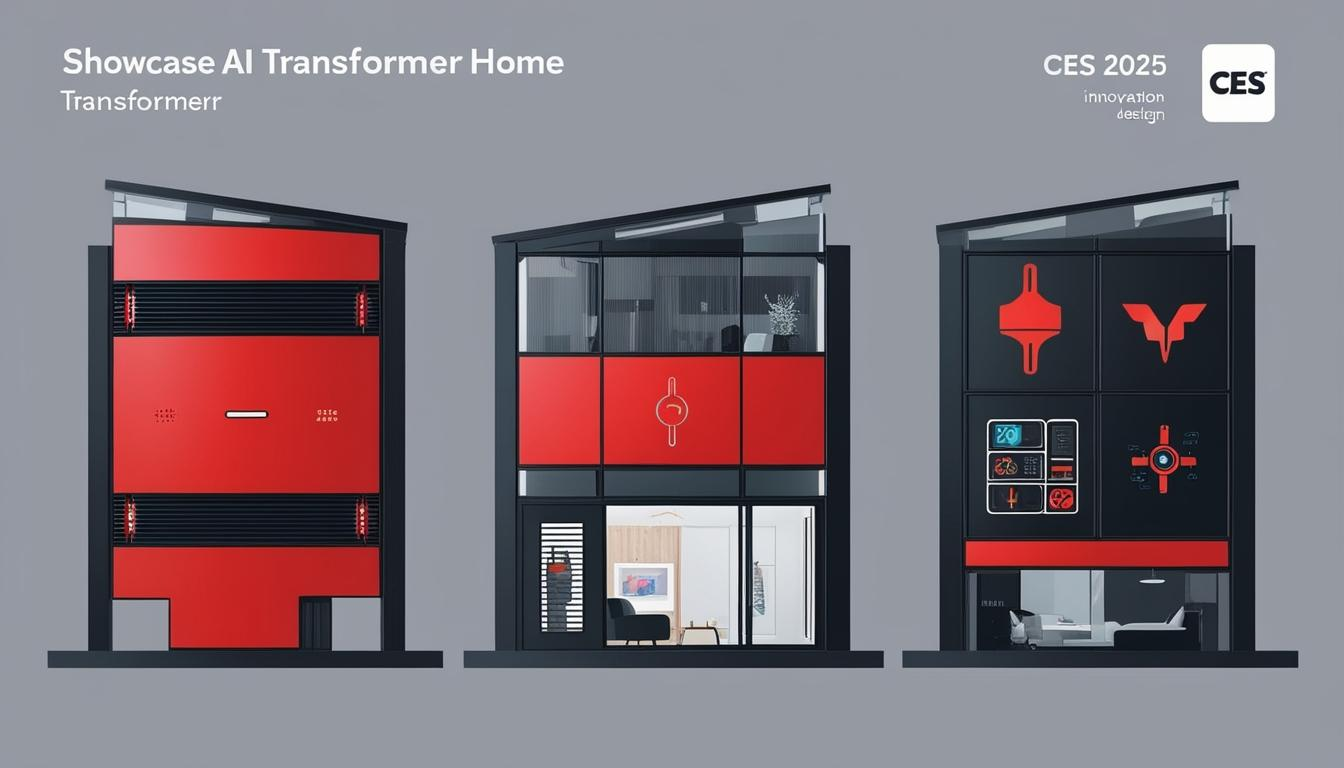 Showcase AI Transformer Home
Transformerr
CES 2025
innovation
design
CES